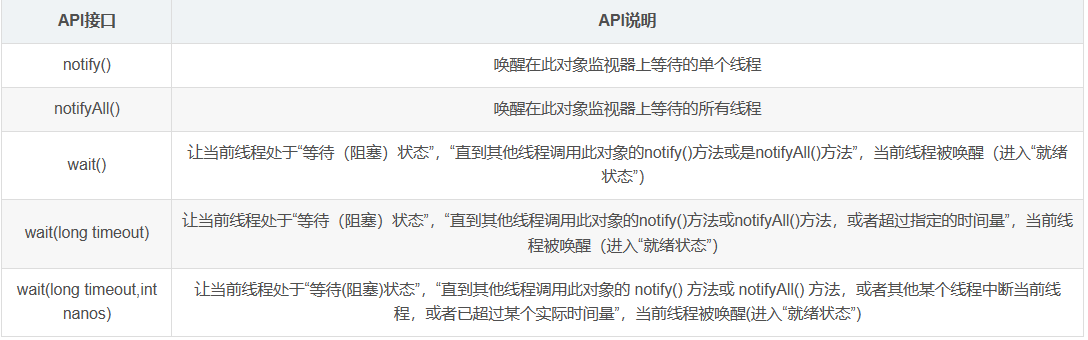 API接口 API说明
notify() 唤醒在此对象监视器上等待的单个线程
notifyAll() 唤醒在此对象监视器上等待的所有线程
wait() 让当前线程处于“等待（阻塞）状态”，“直到其他线程调用此对象的notify()方法或是notifyAll()方法”，当前线程被唤醒（进入“就绪
状态”）
wait(long timeout) 让当前线程处于“等待（阻塞）状态”，“直到其他线程调用此对象的notify()方法或notifyAll()方法，或者超过指定的时间量”，当前线
程被唤醒（进入“就绪状态”）
wait(long timeout,int 让当前线程处于“等待(阻塞)状态”，“直到其他线程调用此对象的 notify() 方法或 notifyAll() 方法，或者其他某个线程中断当前线
nanos) 程，或者已超过某个实际时间量”，当前线程被唤醒(进入“就绪状态”)